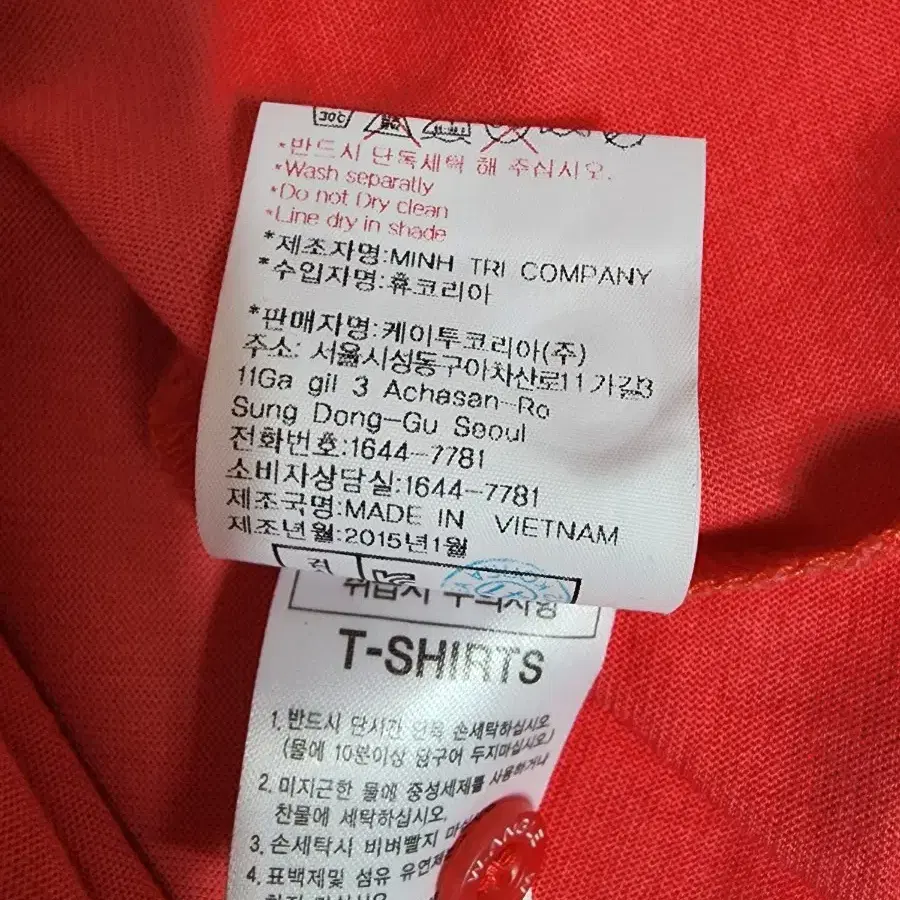 30C
*반드시 단독세탁 해 주십시오.
*Wash separatly
*Do not Dry clean
*Line dry in shade
*제조자명:MINH TRI COMPANY
*수입자명:휴코리아
*판매자명:케이투코리아(주)
주소: 서울시성동구아차산로11가길3
11Ga gil 3 Achasan-Ro
Sung Dong-Gu Seoul
전화번호:1644-7781
소비자상담실:1644-7781
제조국명:MADE IN VIETNAM
제조년월:2015년1월
취급시 주의사항
T-SHIRTS
1. 반드시 단시간 단독 손세탁하십시오
(물에 10분이상 담구어 두지마십시오.)
2. 미지근한 물에 중성세제를 사용하거나
찬물에 세탁하십시오.
3. 손세탁시 비벼빨지
4. 표백제및 섬유 유연제